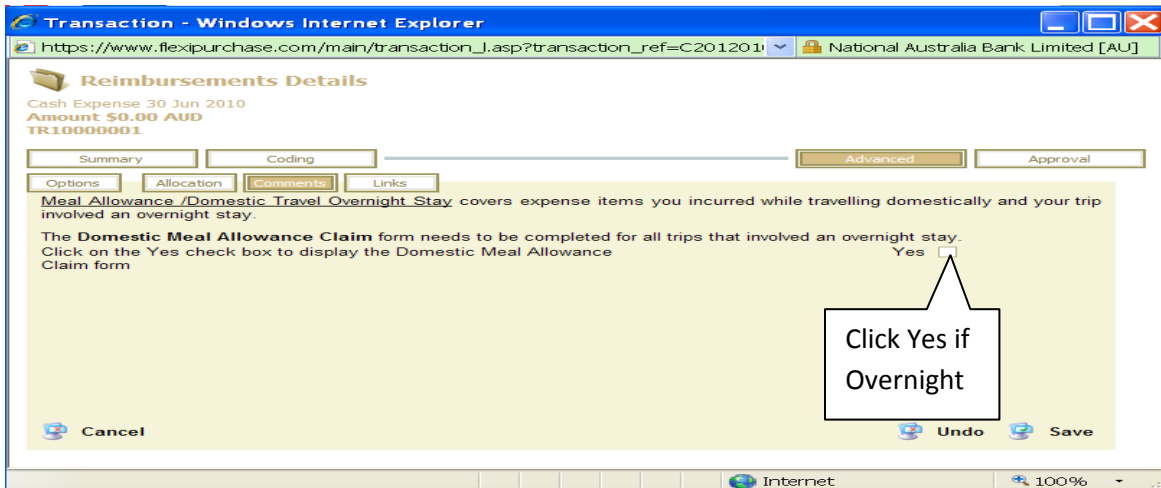 Transaction - Windows Internet Explorer
https://www.flexipurchase.com/main/transaction_l.asp?transaction_ref=C201201 National Australia Bank Limited [AU]
Reimbursements Details
Cash Expense 30 Jun 2010
Amount $0.00 AUD
TR10000001
Summary Coding Advanced Approval
Options Allocation Comments Links
Meal Allowance /Domestic Travel Overnight Stay covers expense items you incurred while travelling domestically and your trip
involved an overnight stay.
The Domestic Meal Allowance Claim form needs to be completed for all trips that involved an overnight stay.
Click on the Yes check box to display the Domestic Meal Allowance Yes
Claim form
Click Yes if
Overnight
Cancel Undo Save
Internet 100%